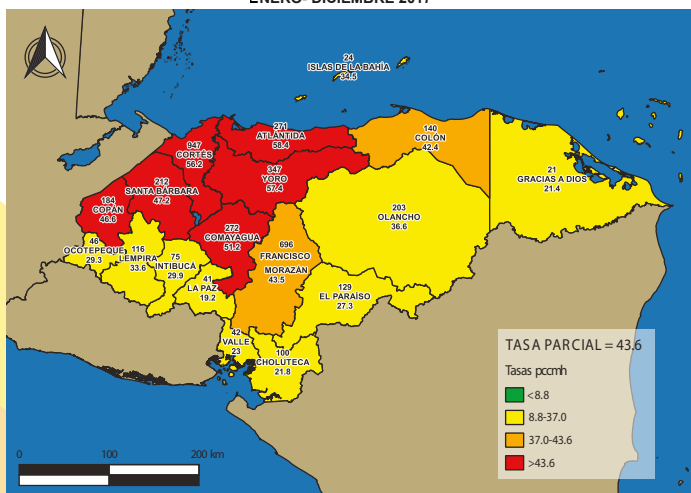 ENERO- DICIEMBRE 2017
24
ISLAS DE LA BAHÍA
34.5
947
CORTÉS
56.2
271
ATLÁNTIDA
58.4
140
COLÓN
42.4
21
GRACIAS A DIOS
21.4
347
YORO
57.4
212
SANTA BÁRBARA
47.2
184
COPÁN
46.6
203
OLANCHO
36.6
272
COMAYAGUA
51.2
46
OCOTEPEQUE
29.3
116
LEMPIRA
33.6
75
INTIBUCÁ
29.9
41
LA PAZ
19.2
696
FRANCISCO
MORAZÁN
43.5
129
EL PARAÍSO
27.3
42
VALLE
23
100
CHOLUTECA
21.8
TASA PARCIAL = 43.6
Tasas pccmh
<8.8
8.8-37.0
37.0-43.6
>43.6
0 100 200 km